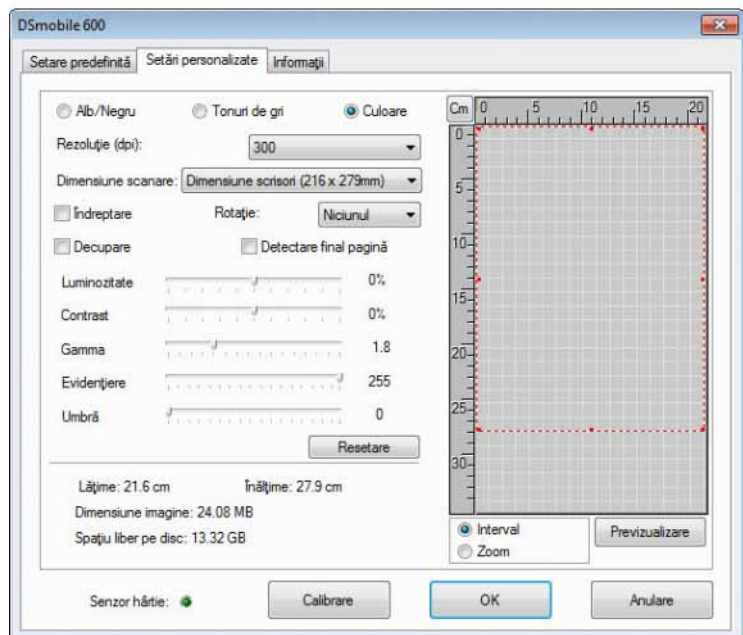 DSmobile 600
Setare predefinită Setări personalizate Informaţii
Alb/Negru Tonuri de gri Culoare
Rezoluţie (dpi): 300
Dimensiune scanare: Dimensiune scrisori (216 x 279mm)
Îndreptare Rotaţie: Niciunul
Decupare Detectare final pagină
Luminozitate 0%
Contrast 0%
Gamma 1.8
Evidenţiere 255
Umbră 0
Resetare
Lăţime: 21.6 cm Înălţime: 27.9 cm
Dimensiune imagine: 24.08 MB
Spaţiu liber pe disc: 13.32 GB
Cm 0 5 10 15 20
0
5
10
15
20
25
30
Interval
Zoom
Previzualizare
Senzor hârtie: Calibrare OK Anulare